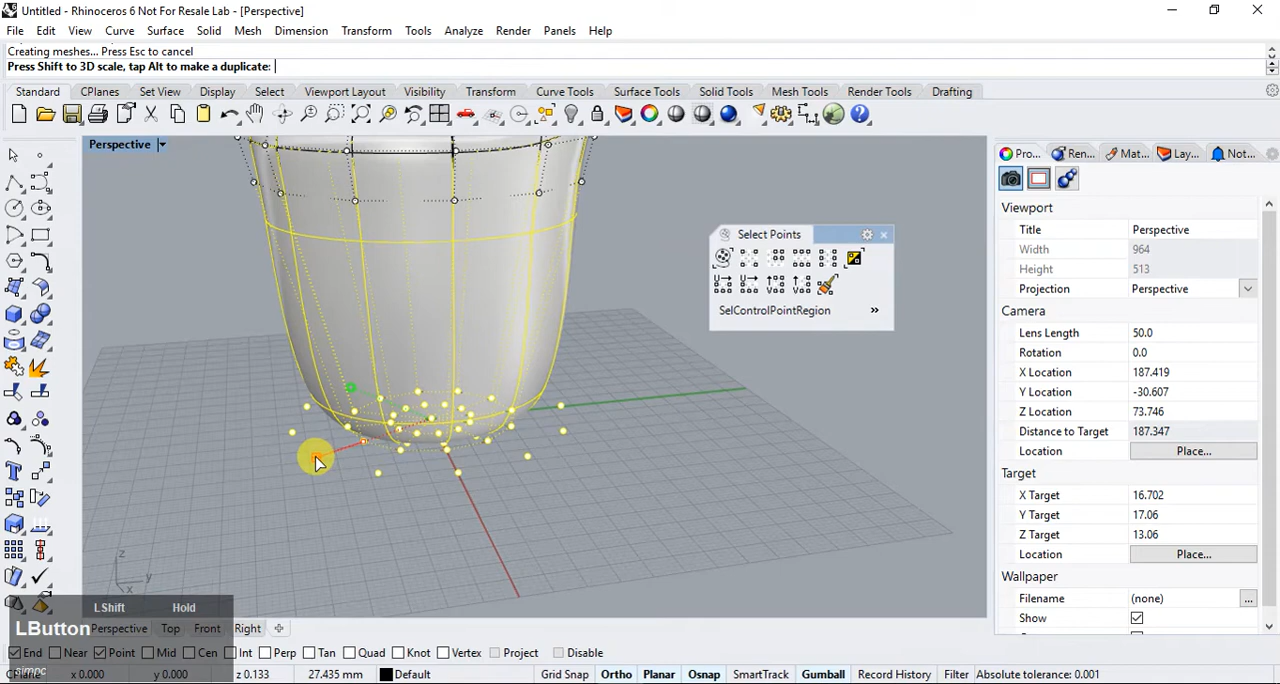 Untitled - Rhinoceros 6 Not For Resale Lab - [Perspective]
File Edit View Curve Surface Solid Mesh Dimension Transform Tools Analyze Render Panels Help
Creating meshes... Press Esc to cancel
Press Shift to 3D scale, tap Alt to make a duplicate:
Standard CPlanes Set View Display Select Viewport Layout Visibility Transform Curve Tools Surface Tools Solid Tools Mesh Tools Render Tools Drafting
Perspective
Pro... Ren... Mat... Lay... Not...
Viewport
Title Perspective
Width 964
Height 513
Projection Perspective
Camera
Lens Length 50.0
Rotation 0.0
X Location 187.419
Y Location -30.607
Z Location 73.746
Distance to Target 187.347
Location Place...
Target
X Target 16.702
Y Target 17.06
Z Target 13.06
Location Place...
Wallpaper
Filename (none) ...
Show
Select Points
SelControlPointRegion »
z
y
x
LShift Hold
LButton
Perspective Top Front Right
End Near Point Mid Cen Int Perp Tan Quad Knot Vertex Project Disable
simpc
CPlane x 0.000 y 0.000 z 0.133 27.435 mm Default Grid Snap Ortho Planar Osnap SmartTrack Gumball Record History Filter Absolute tolerance: 0.001